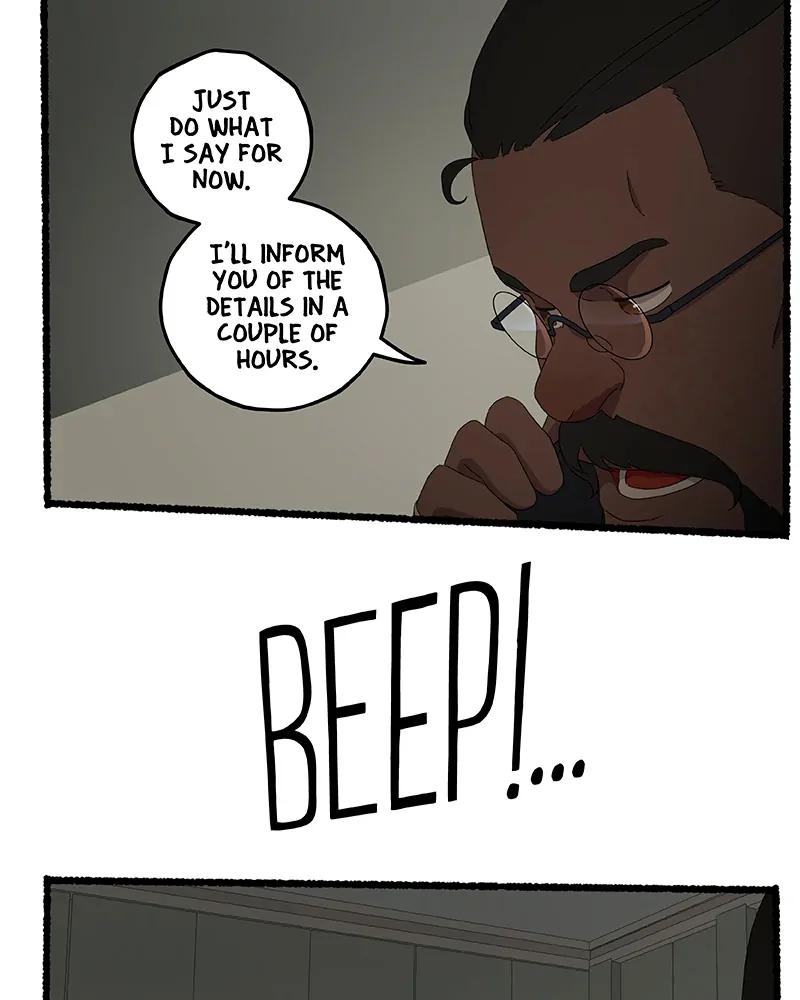 JUST
DO WHAT
I SAY FOR
NOW.
I'LL INFORM
YOU OF THE
DETAILS IN A
COUPLE OF
HOURS.
BEEP!...